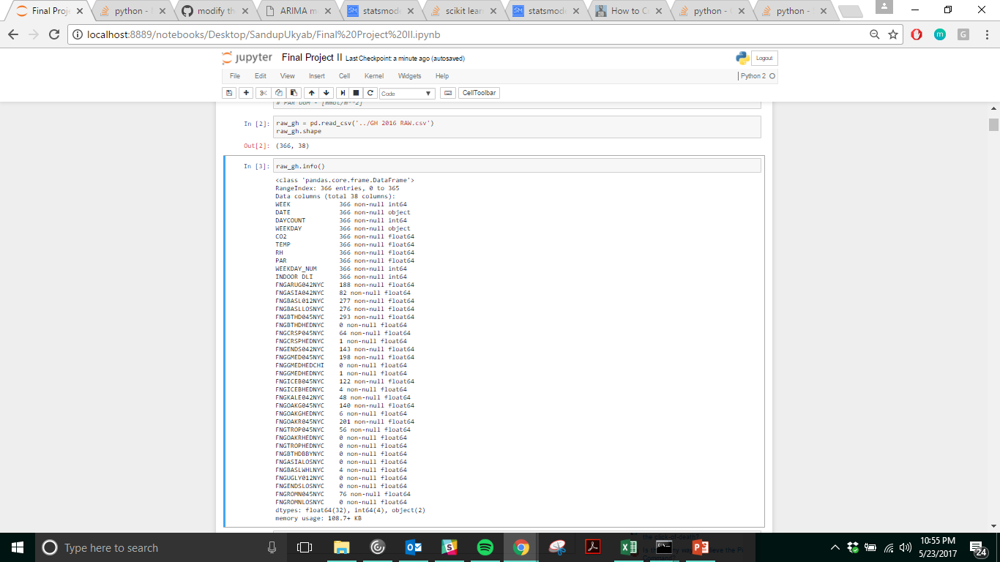 Final Proje
python -
modify th
ARIMA m
statsmode
scikit lear
statsmode
How to C
python -
python -
localhost:8889/notebooks/Desktop/SandupUkyab/Final%20Project%20II.ipynb
jupyter Final Project II Last Checkpoint: a minute ago (autosaved)
Logout
File Edit View Insert Cell Kernel Widgets Help
Python 2
Code
CellToolbar
# PAR UOM = [mmol/m**2]
In [2]: raw_gh = pd.read_csv('../GH 2016 RAW.csv')
raw_gh.shape
Out[2]: (366, 38)
In [3]: raw_gh.info()
<class 'pandas.core.frame.DataFrame'>
RangeIndex: 366 entries, 0 to 365
Data columns (total 38 columns):
WEEK 366 non-null int64
DATE 366 non-null object
DAYCOUNT 366 non-null int64
WEEKDAY 366 non-null object
CO2 366 non-null float64
TEMP 366 non-null float64
RH 366 non-null float64
PAR 366 non-null float64
WEEKDAY_NUM 366 non-null int64
INDOOR DLI 366 non-null int64
FNGARUG042NYC 188 non-null float64
FNGASIA042NYC 82 non-null float64
FNGBASL012NYC 277 non-null float64
FNGBASLLOSNYC 276 non-null float64
FNGBTHD045NYC 293 non-null float64
FNGBTHDHEDNYC 0 non-null float64
FNGCRSP045NYC 64 non-null float64
FNGCRSPHEDNYC 1 non-null float64
FNGENDS042NYC 143 non-null float64
FNGGMED045NYC 198 non-null float64
FNGGMEDHEDCHI 0 non-null float64
FNGGMEDHEDNYC 1 non-null float64
FNGICEB045NYC 122 non-null float64
FNGICEBHEDNYC 4 non-null float64
FNGKALE042NYC 48 non-null float64
FNGOAKG045NYC 140 non-null float64
FNGOAKGHEDNYC 6 non-null float64
FNGOAKR045NYC 201 non-null float64
FNGTROP045NYC 56 non-null float64
FNGOAKRHEDNYC 0 non-null float64
FNGTROPHEDNYC 0 non-null float64
FNGBTHDBBYNYC 0 non-null float64
FNGASIALOSNYC 0 non-null float64
FNGBASLWHLNYC 4 non-null float64
FNGUGLY012NYC 0 non-null float64
FNGENDSLOSNYC 0 non-null float64
FNGROMN045NYC 76 non-null float64
FNGROMNLOSNYC 0 non-null float64
dtypes: float64(32), int64(4), object(2)
memory usage: 108.7+ KB
Type here to search
the click-of-death?
10:55 PM
5/23/2017
24